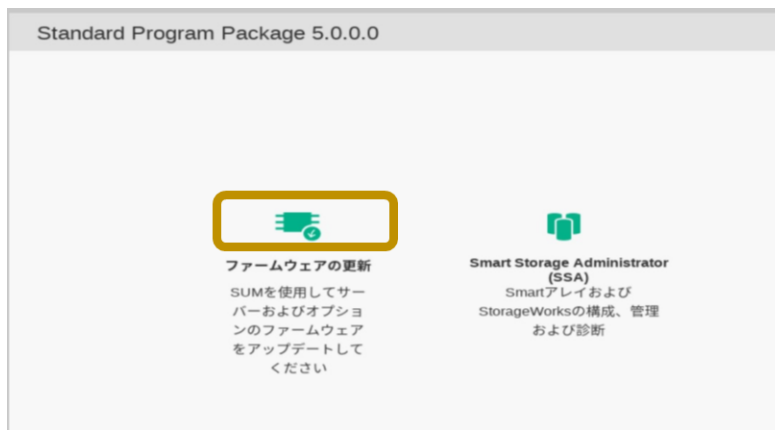 Standard Program Package 5.0.0.0
ファームウェアの更新
SUMを使用してサー
バーおよびオプショ
ンのファームウェア
をアップデートして
ください
Smart Storage Administrator
(SSA)
Smartアレイおよび
StorageWorksの構成、管理
および診断